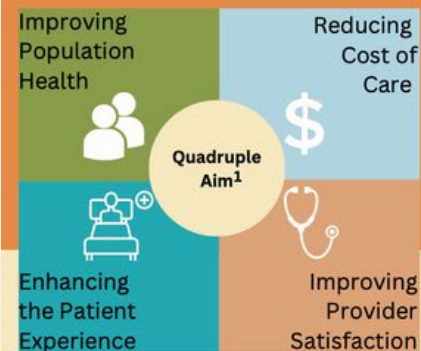 Improving
Population
Health
Reducing
Cost of
Care
$
Quadruple
Aim¹
Enhancing
the Patient
Experience
Improving
Provider
Satisfaction